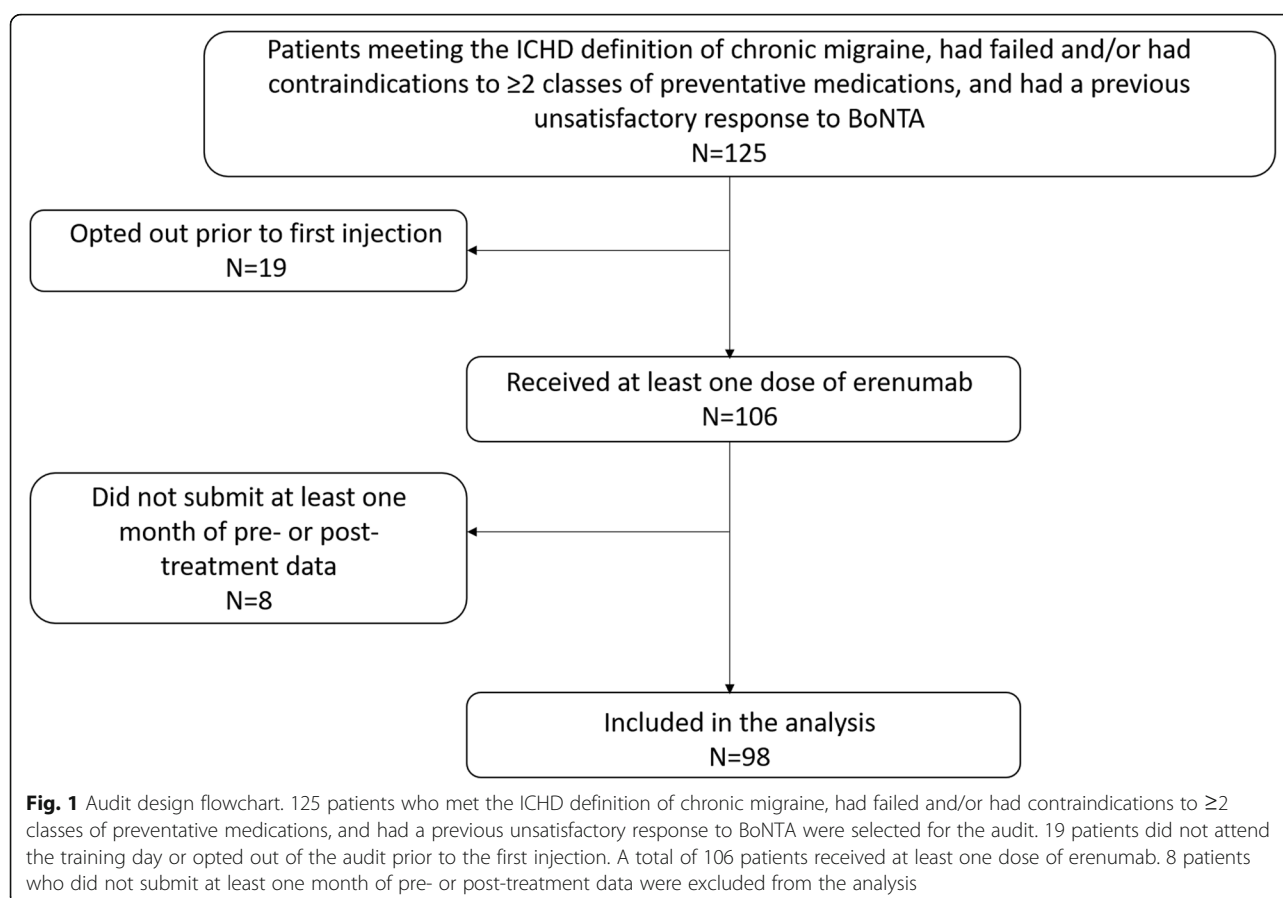 Patients meeting the ICHD definition of chronic migraine, had failed and/or had
contraindications to ≥2 classes of preventative medications, and had a previous
unsatisfactory response to BoNTA
N=125
Opted out prior to first injection
N=19
Received at least one dose of erenumab
N=106
Did not submit at least one
month of pre- or post-
treatment data
N=8
Included in the analysis
N=98
Fig. 1 Audit design flowchart. 125 patients who met the ICHD definition of chronic migraine, had failed and/or had contraindications to ≥2
classes of preventative medications, and had a previous unsatisfactory response to BoNTA were selected for the audit. 19 patients did not attend
the training day or opted out of the audit prior to the first injection. A total of 106 patients received at least one dose of erenumab. 8 patients
who did not submit at least one month of pre- or post-treatment data were excluded from the analysis